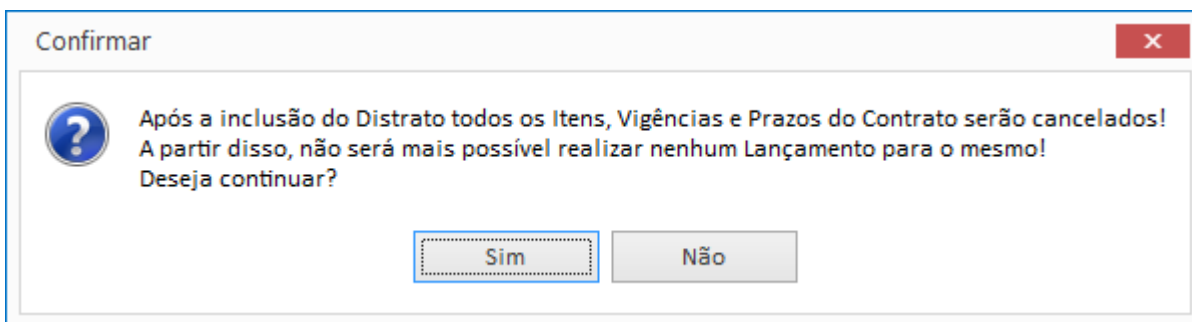 Confirmar
Após a inclusão do Distrato todos os Itens, Vigências e Prazos do Contrato serão cancelados!
A partir disso, não será mais possível realizar nenhum Lançamento para o mesmo!
Deseja continuar?
Sim
Não